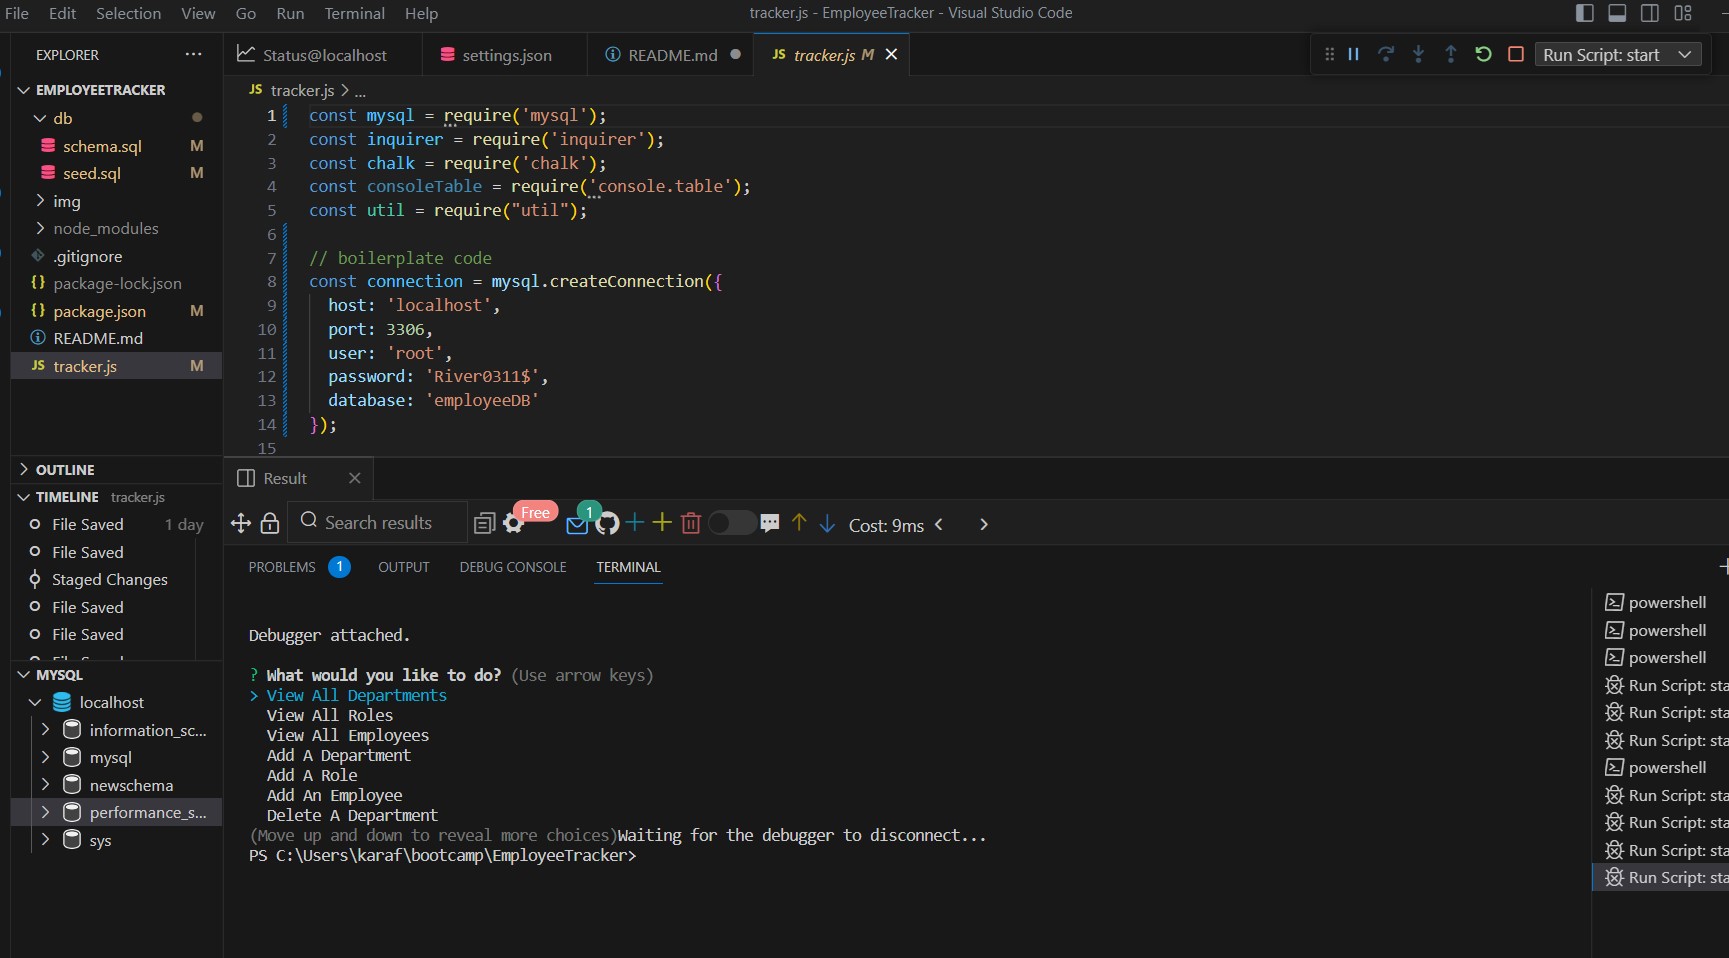 File Edit Selection View Go Run Terminal Help
tracker.js - EmployeeTracker - Visual Studio Code
EXPLORER ...
EMPLOYEETRACKER
db
schema.sql M
seed.sql M
img
node_modules
.gitignore
package-lock.json
package.json M
README.md
tracker.js M
OUTLINE
TIMELINE tracker.js
File Saved 1 day
File Saved
Staged Changes
File Saved
File Saved
MYSQL
localhost
information_sc...
mysql
newschema
performance_s...
sys
Status@localhost settings.json README.md JS tracker.js M
Run Script: start
JS tracker.js > ...
1 const mysql = require('mysql');
2 const inquirer = require('inquirer');
3 const chalk = require('chalk');
4 const consoleTable = require('console.table');
5 const util = require("util");
6
7 // boilerplate code
8 const connection = mysql.createConnection({
9 host: 'localhost',
10 port: 3306,
11 user: 'root',
12 password: 'River0311$',
13 database: 'employeeDB'
14 });
15
Result
Search results Free 1 Cost: 9ms
PROBLEMS 1 OUTPUT DEBUG CONSOLE TERMINAL
Debugger attached.
? What would you like to do? (Use arrow keys)
> View All Departments
View All Roles
View All Employees
Add A Department
Add A Role
Add An Employee
Delete A Department
(Move up and down to reveal more choices)Waiting for the debugger to disconnect...
PS C:\Users\karaf\bootcamp\EmployeeTracker>
powershell
powershell
powershell
Run Script: sta
Run Script: sta
Run Script: sta
powershell
Run Script: sta
Run Script: sta
Run Script: sta
Run Script: sta